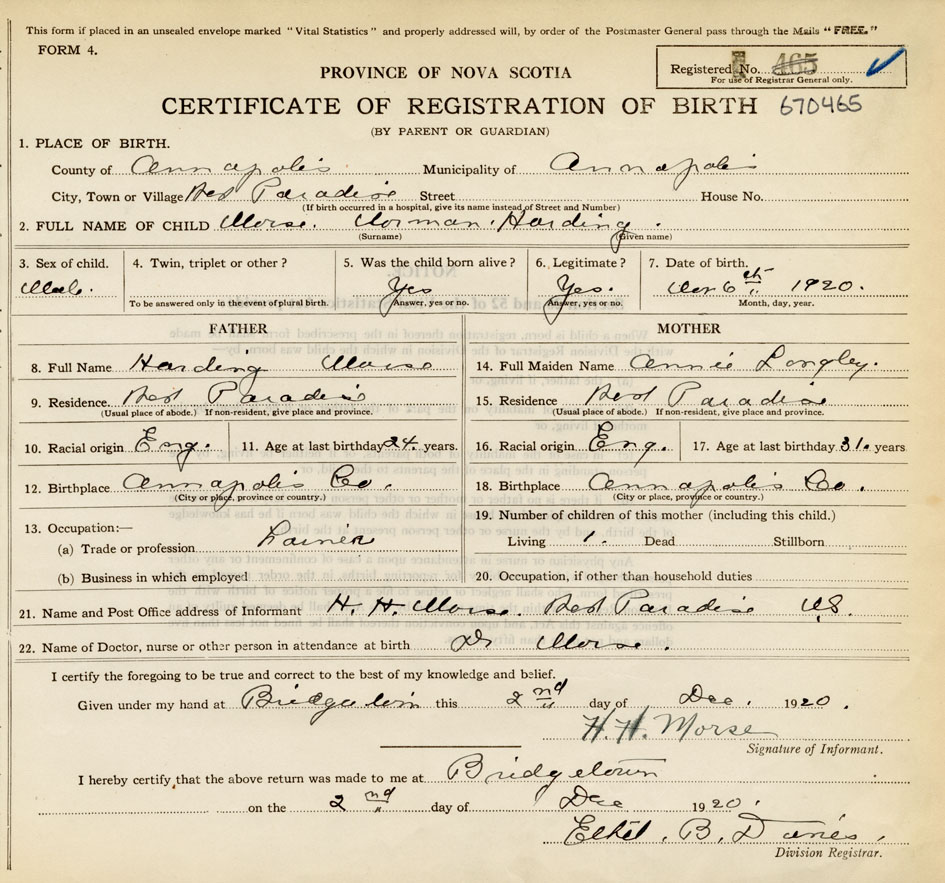 This form if placed in an unsealed envelope marked "Vital Statistics" and properly addressed will, by order of the Postmaster General pass through the Mails "FREE."
FORM 4.
Registered No. 465
For use of Registrar General only.
PROVINCE OF NOVA SCOTIA
CERTIFICATE OF REGISTRATION OF BIRTH 670465
(BY PARENT OR GUARDIAN)
1. PLACE OF BIRTH.
County of Annapolis Municipality of Annapolis
City, Town or Village West Paradise Street House No.
(If birth occurred in a hospital, give its name instead of Street and Number)
2. FULL NAME OF CHILD Morse. Norman Harding.
(Surname) (Given name)
3. Sex of child. 4. Twin, triplet or other? 5. Was the child born alive? 6. Legitimate? 7. Date of birth.
Male. Yes Yes. 6th 1920.
To be answered only in the event of plural birth. Answer, yes or no. Answer, yes or no. Month, day, year.
FATHER MOTHER
8. Full Name Harding Morse 14. Full Maiden Name Annie Longley.
9. Residence. West Paradise 15. Residence West Paradise
(Usual place of abode.) If non-resident, give place and province. (Usual place of abode.) If non-resident, give place and province.
10. Racial origin Eng. 11. Age at last birthday 24. years. 16. Racial origin Eng. 17. Age at last birthday 31. years
12. Birthplace Annapolis Co. 18. Birthplace Annapolis Co.
(City or place, province or country.) (City or place, province or country.)
13. Occupation:— 19. Number of children of this mother (including this child.)
(a) Trade or profession Farmer Living 1. Dead Stillborn
(b) Business in which employed 20. Occupation, if other than household duties
21. Name and Post Office address of Informant H. H. Morse. West Paradise
22. Name of Doctor, nurse or other person in attendance at birth Dr Morse.
I certify the foregoing to be true and correct to the best of my knowledge and belief.
Given under my hand at Bridgetown this 2nd day of Dec. 1920.
H. H. Morse
Signature of Informant.
I hereby certify that the above return was made to me at Bridgetown
on the 2nd day of Dec 1920.
Ethel. B. Davies.
Division Registrar.